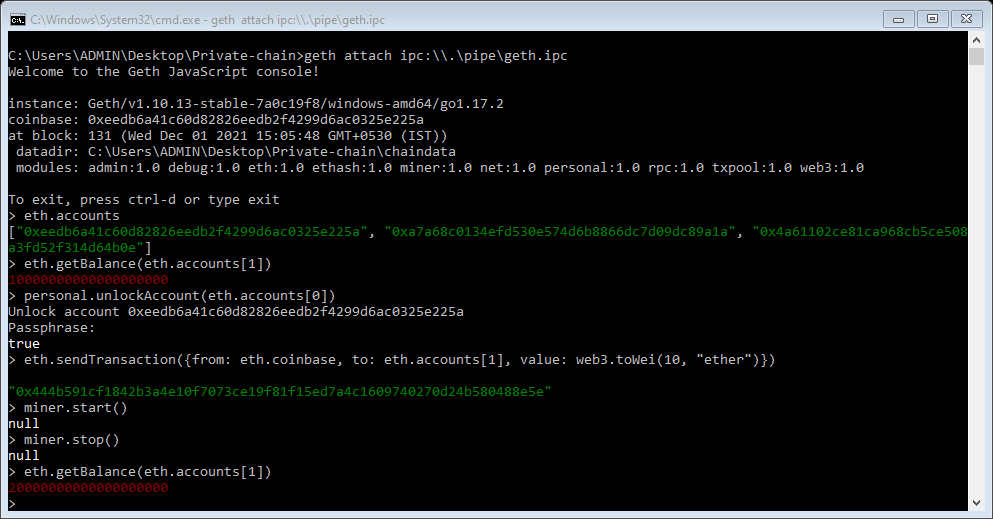 C:\Windows\System32\cmd.exe - geth attach ipc:\\.\pipe\geth.ipc
C:\Users\ADMIN\Desktop\Private-chain>geth attach ipc:\\.\pipe\geth.ipc
Welcome to the Geth JavaScript console!
instance: Geth/v1.10.13-stable-7a0c19f8/windows-amd64/go1.17.2
coinbase: 0xeedb6a41c60d82826eedb2f4299d6ac0325e225a
at block: 131 (Wed Dec 01 2021 15:05:48 GMT+0530 (IST))
datadir: C:\Users\ADMIN\Desktop\Private-chain\chaindata
modules: admin:1.0 debug:1.0 eth:1.0 ethash:1.0 miner:1.0 net:1.0 personal:1.0 rpc:1.0 txpool:1.0 web3:1.0
To exit, press ctrl-d or type exit
> eth.accounts
["0xeedb6a41c60d82826eedb2f4299d6ac0325e225a", "0xa7a68c0134efd530e574d6b8866dc7d09dc89a1a", "0x4a61102ce81ca968cb5ce508
a3fd52f314d64b0e"]
> eth.getBalance(eth.accounts[1])
10000000000000000000
> personal.unlockAccount(eth.accounts[0])
Unlock account 0xeedb6a41c60d82826eedb2f4299d6ac0325e225a
Passphrase:
true
> eth.sendTransaction({from: eth.coinbase, to: eth.accounts[1], value: web3.toWei(10, "ether")})
"0x444b591cf1842b3a4e10f7073ce19f81f15ed7a4c1609740270d24b580488e5e"
> miner.start()
null
> miner.stop()
null
> eth.getBalance(eth.accounts[1])
20000000000000000000
>